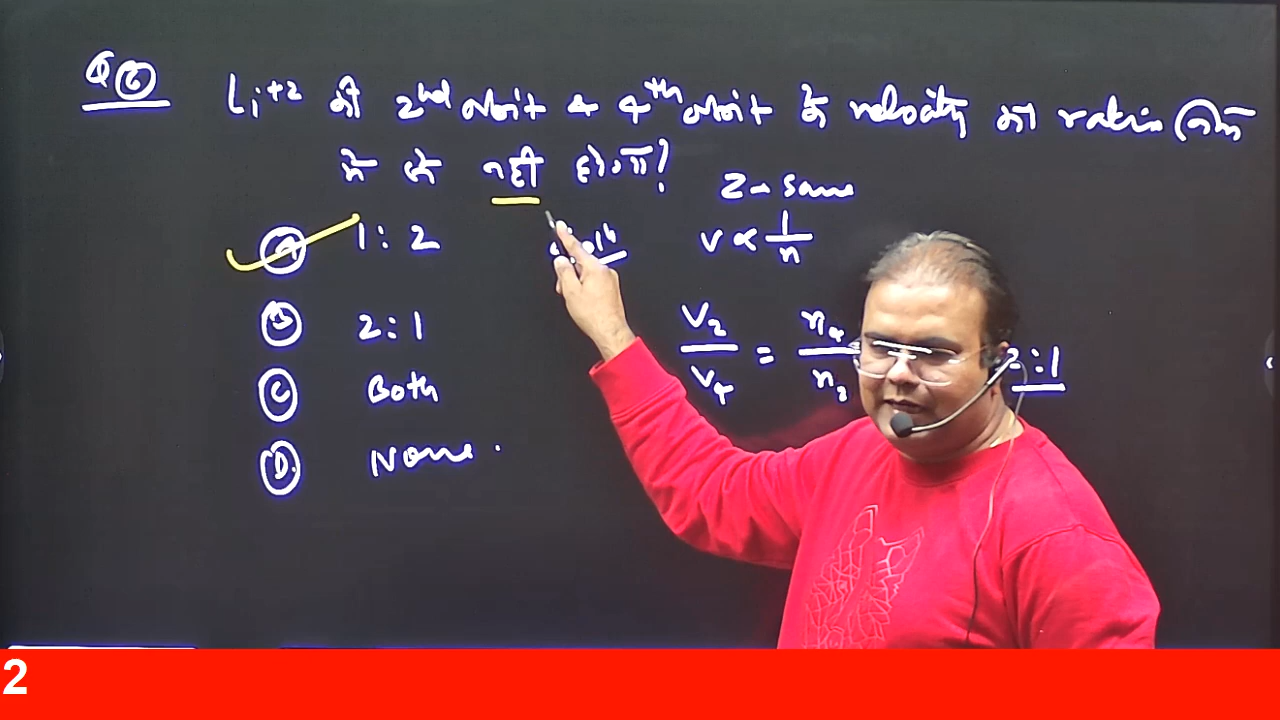 Q⑥ Li⁺² की 2nd orbit & 4th orbit के velocity का ratio निम्न
में से नहीं होगा?
Z → same
Ⓐ 1 : 2
v ∝ 1/n
Ⓑ 2 : 1
V₂/V₄ = n₄/n₂ : 1
Ⓒ Both
Ⓓ None.
2